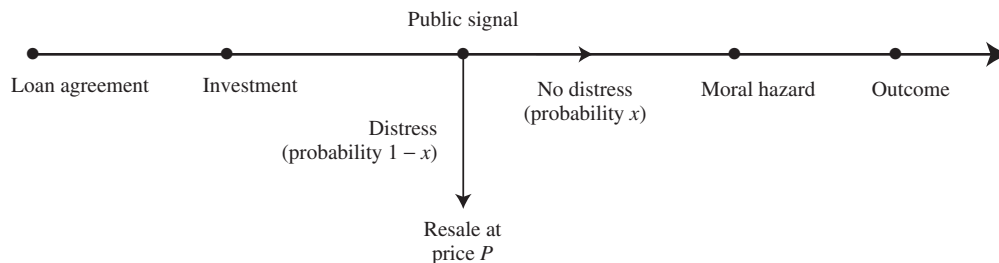 Public signal
Loan agreement
Investment
No distress
(probability x)
Moral hazard
Outcome
Distress
(probability 1 − x)
Resale at
price P